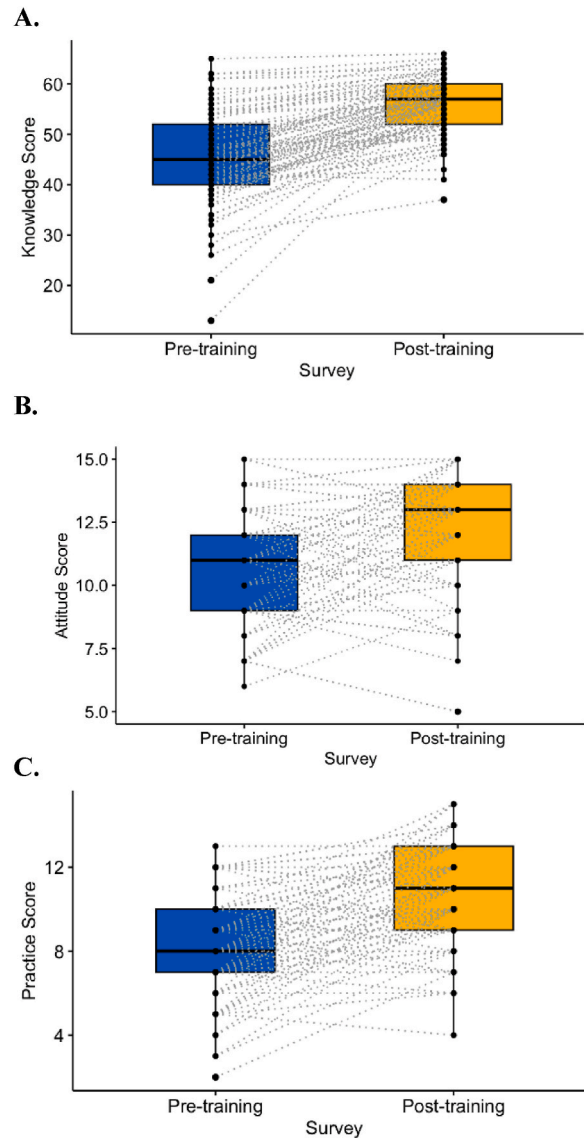 A.
Knowledge Score
60
50
40
30
20
Pre-training Post-training
Survey
B.
Attitude Score
15.0
12.5
10.0
7.5
5.0
Pre-training Post-training
Survey
C.
Practice Score
12
8
4
Pre-training Post-training
Survey